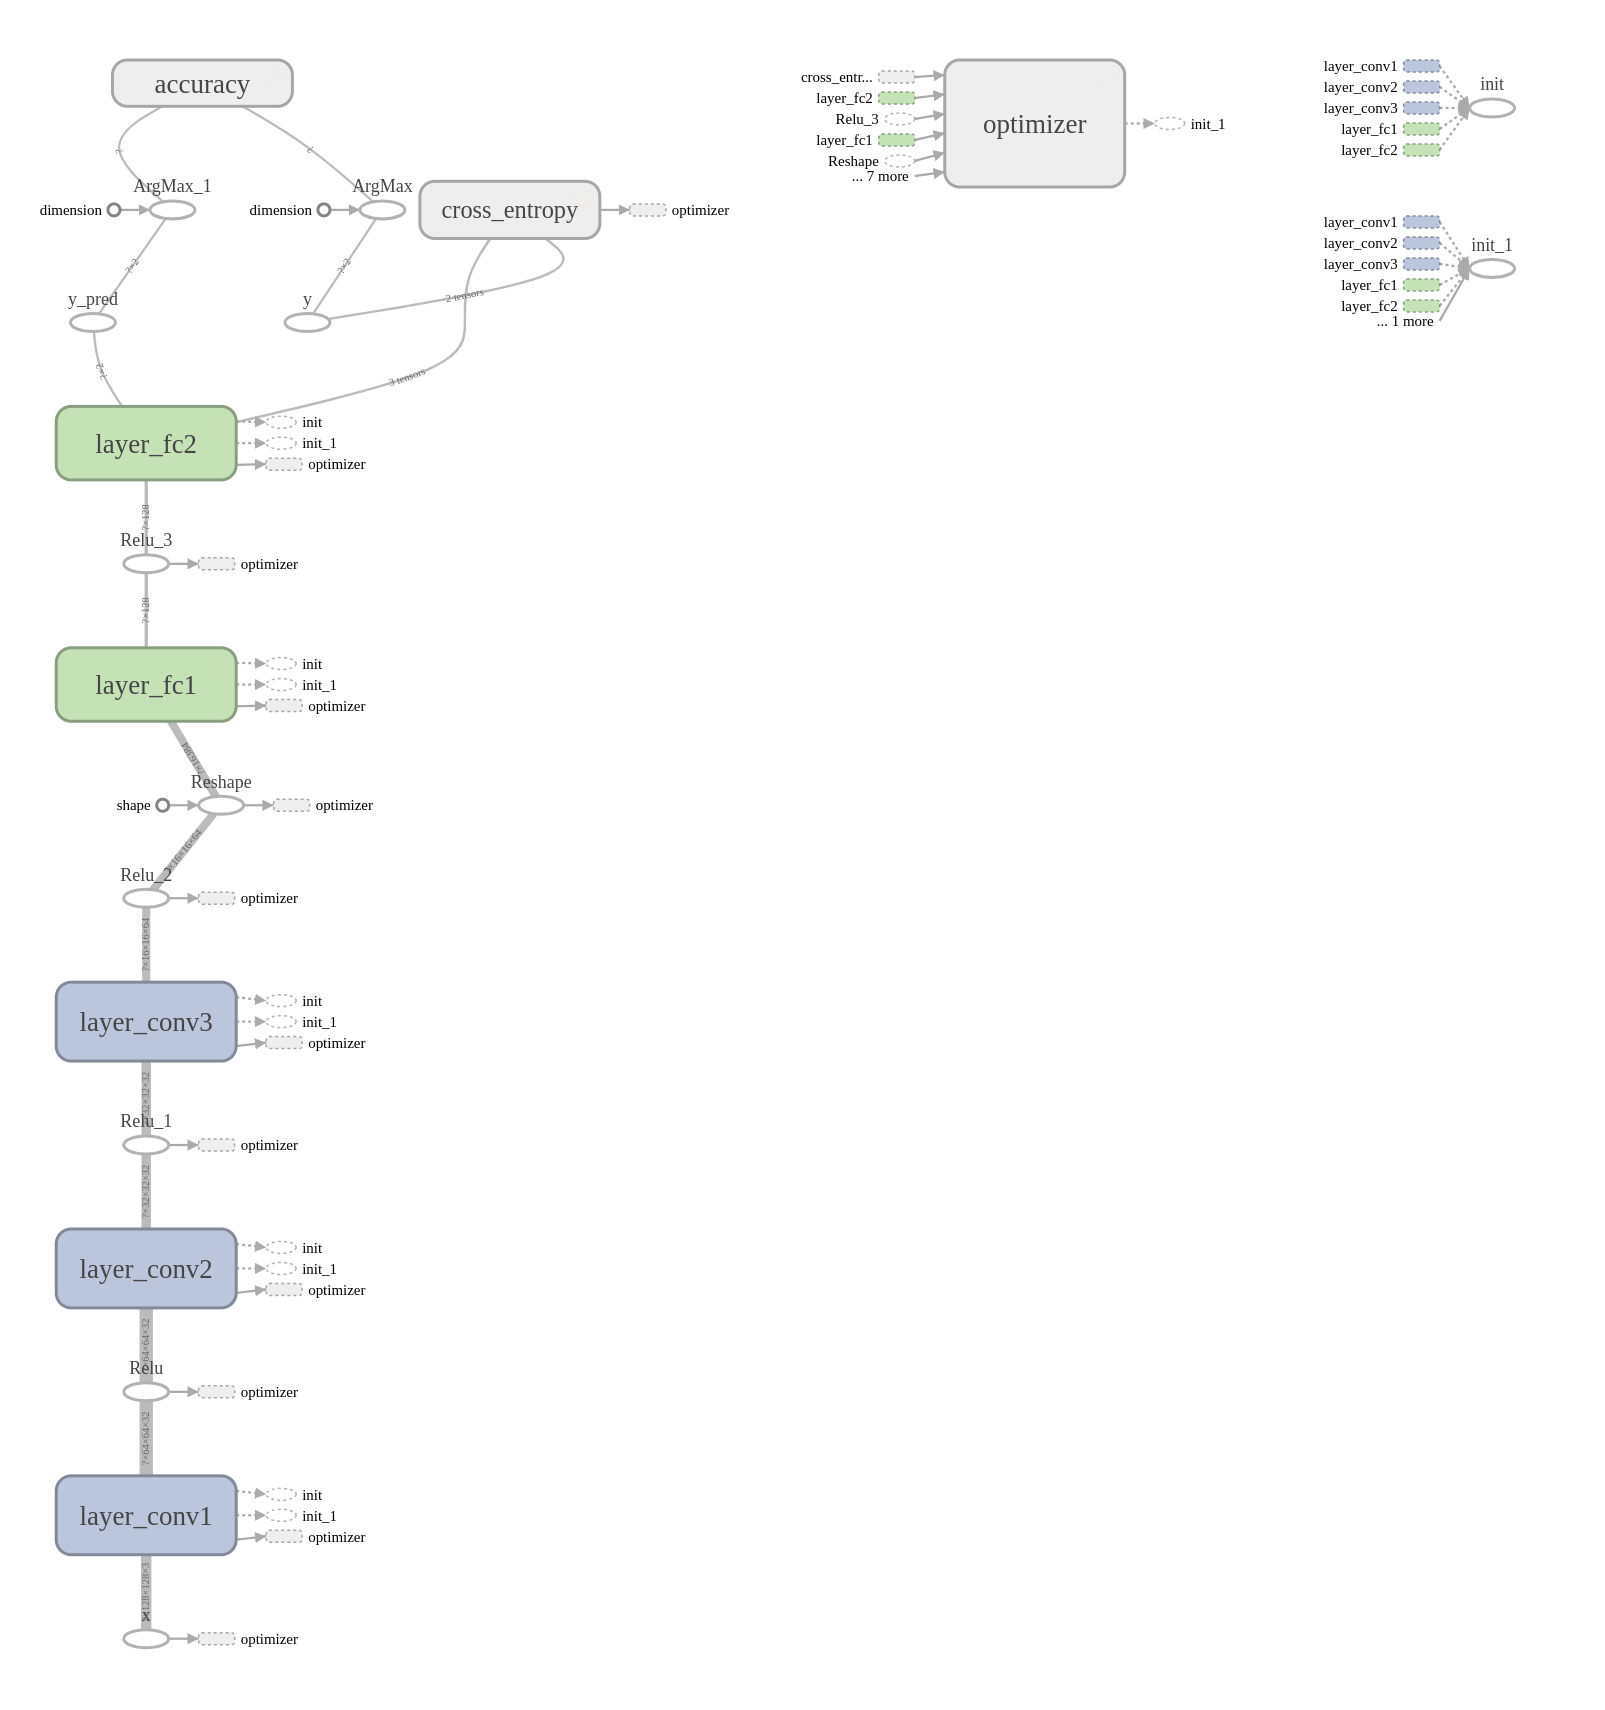 accuracy
?
?
ArgMax_1
dimension
ArgMax
dimension
cross_entropy
optimizer
?×2
?×2
y_pred
y
2 tensors
3 tensors
?×2
layer_fc2
init
init_1
optimizer
?×128
Relu_3
optimizer
?×128
layer_fc1
init
init_1
optimizer
?×16384
Reshape
shape
optimizer
?×16×16×64
Relu_2
optimizer
?×16×16×64
layer_conv3
init
init_1
optimizer
?×32×32×32
Relu_1
optimizer
?×32×32×32
layer_conv2
init
init_1
optimizer
?×64×64×32
Relu
optimizer
?×64×64×32
layer_conv1
init
init_1
optimizer
?×128×128×3
x
optimizer
cross_entr...
layer_fc2
Relu_3
layer_fc1
Reshape
... 7 more
optimizer
init_1
layer_conv1
layer_conv2
layer_conv3
layer_fc1
layer_fc2
init
layer_conv1
layer_conv2
layer_conv3
layer_fc1
layer_fc2
... 1 more
init_1